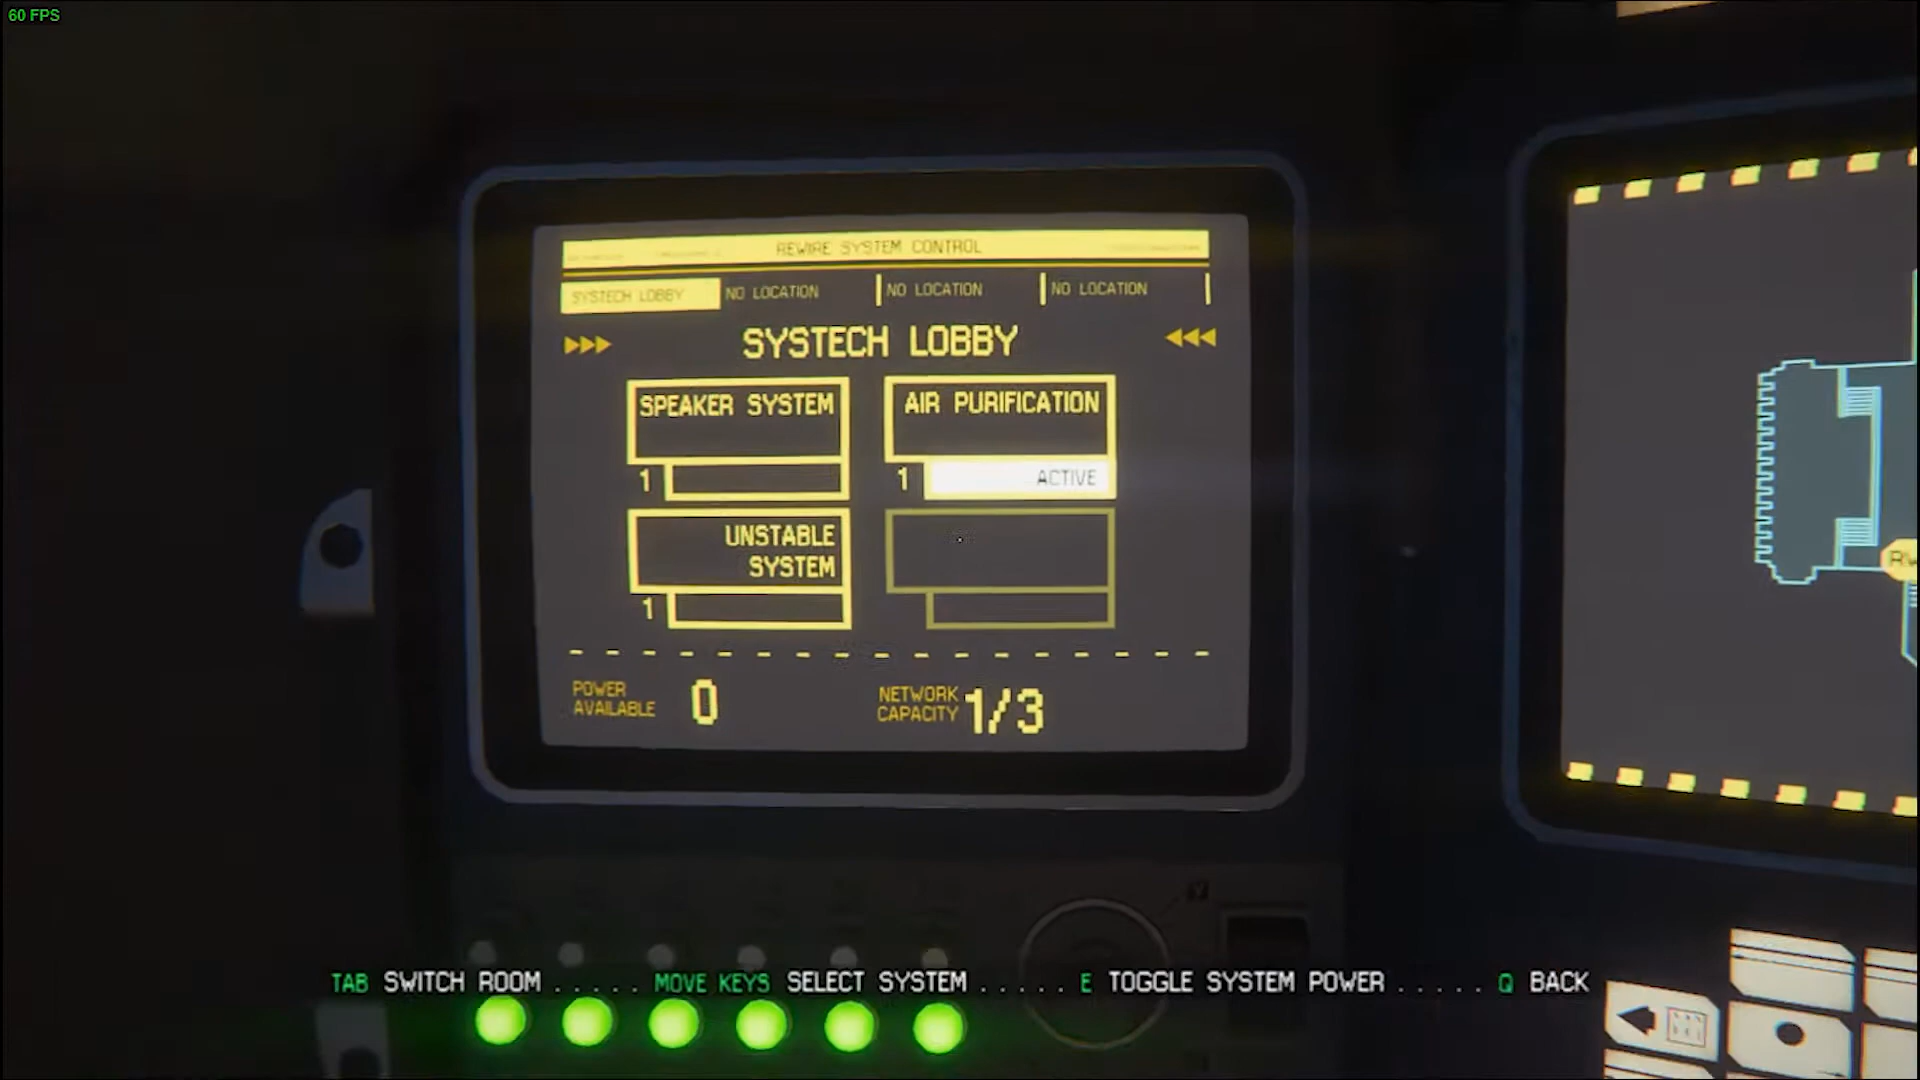 60 FPS
REWIRE SYSTEM CONTROL
SYSTECH LOBBY NO LOCATION NO LOCATION NO LOCATION
SYSTECH LOBBY
SPEAKER SYSTEM
1
AIR PURIFICATION
1 ACTIVE
UNSTABLE
SYSTEM
1
POWER
AVAILABLE 0
NETWORK
CAPACITY 1/3
TAB SWITCH ROOM ..... MOVE KEYS SELECT SYSTEM ...... E TOGGLE SYSTEM POWER ...... Q BACK